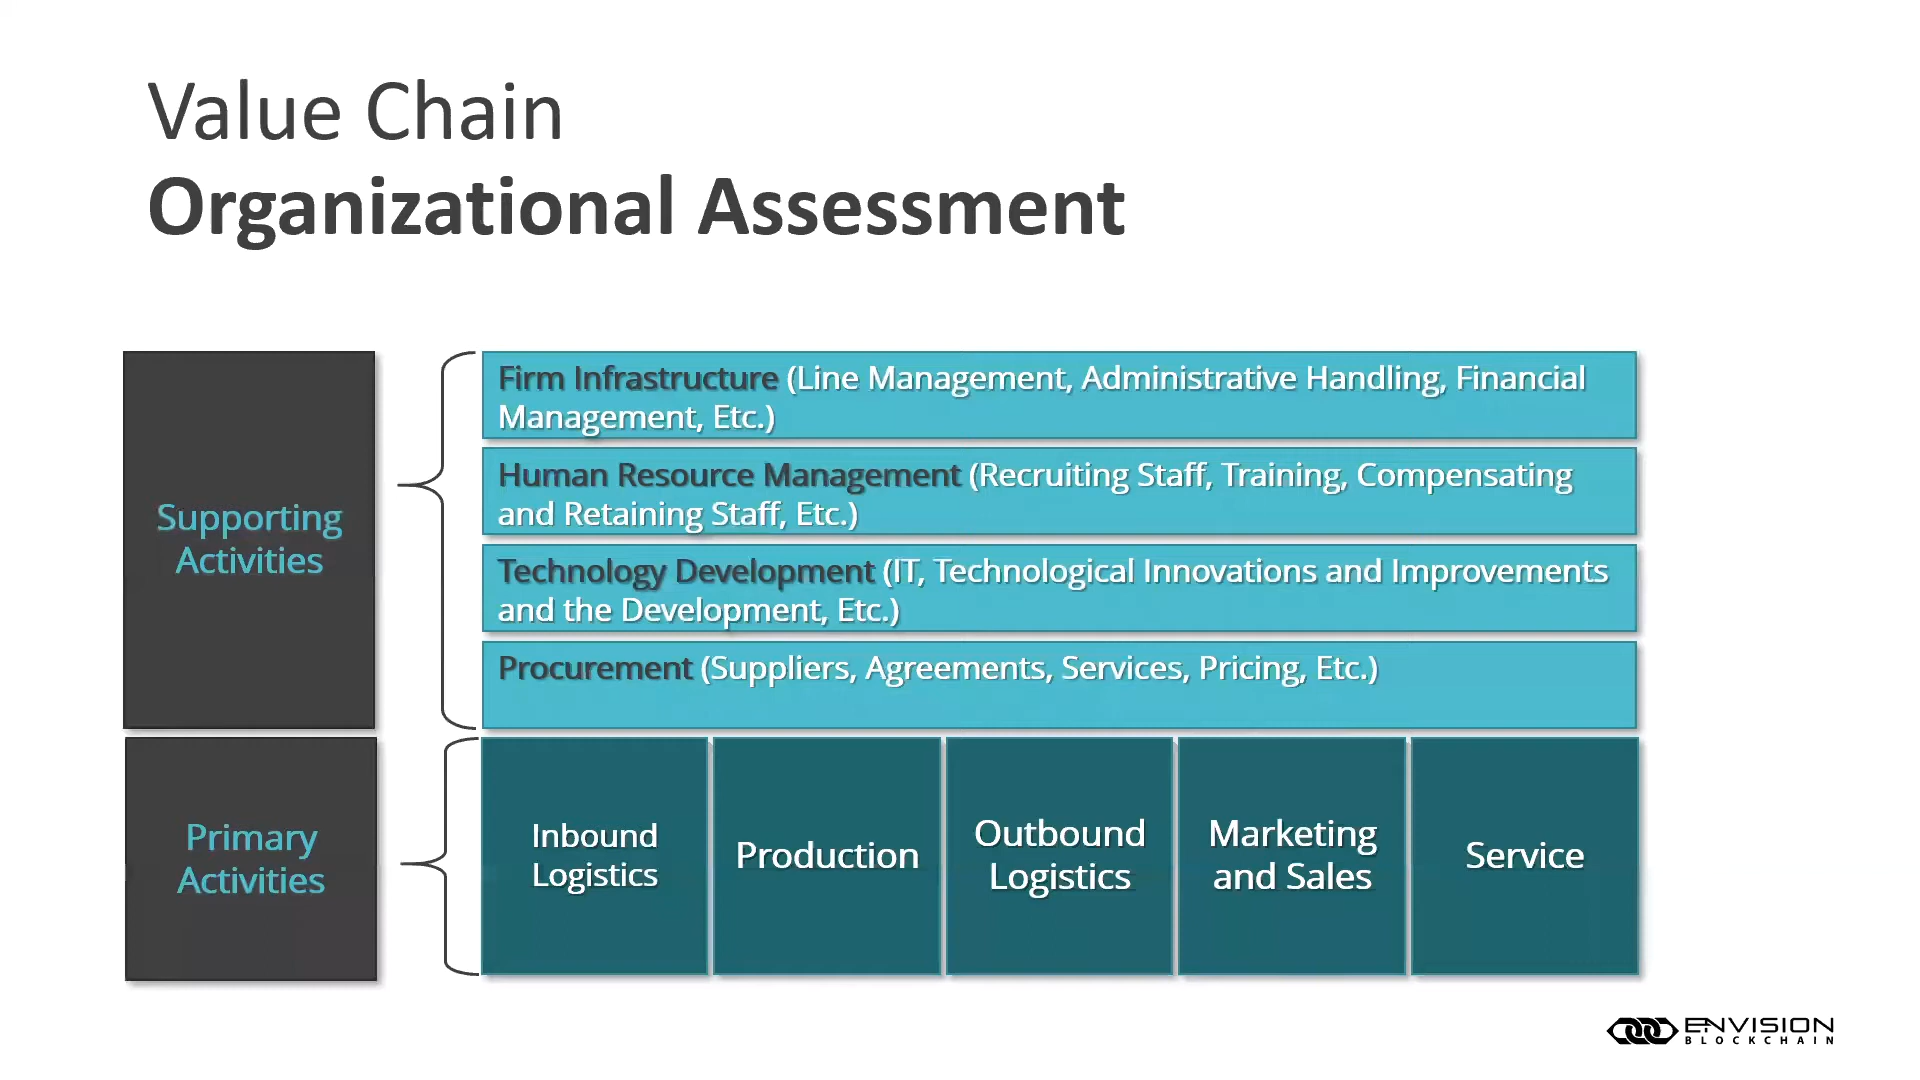 Value Chain
Organizational Assessment
Supporting
Activities
Firm Infrastructure (Line Management, Administrative Handling, Financial
Management, Etc.)
Human Resource Management (Recruiting Staff, Training, Compensating
and Retaining Staff, Etc.)
Technology Development (IT, Technological Innovations and Improvements
and the Development, Etc.)
Procurement (Suppliers, Agreements, Services, Pricing, Etc.)
Primary
Activities
Inbound
Logistics
Production
Outbound
Logistics
Marketing
and Sales
Service
ENVISION
BLOCKCHAIN